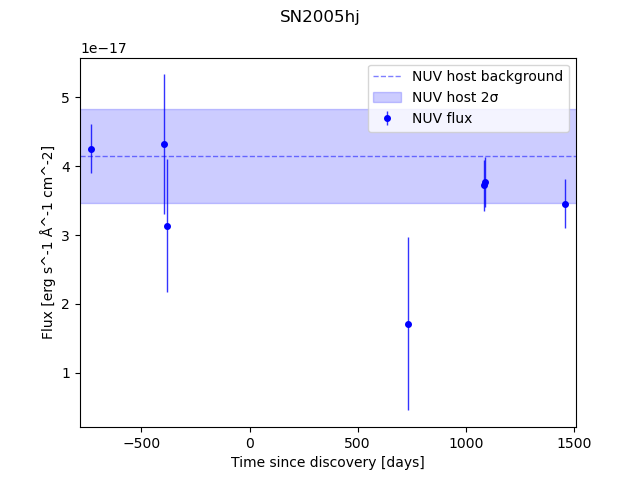 SN2005hj
1e−17
NUV host background
NUV host 2σ
NUV flux
5
4
3
2
1
Flux [erg s^-1 Å^-1 cm^-2]
−500
0
500
1000
1500
Time since discovery [days]